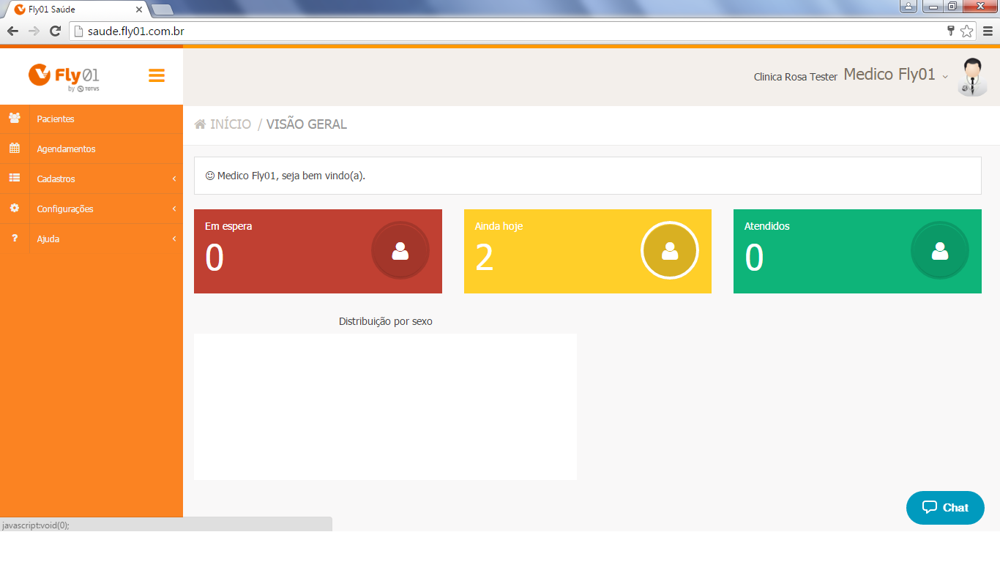 Fly01 Saúde
saude.fly01.com.br
Fly01
by TOTVS
Clinica Rosa Tester Medico Fly01
Pacientes
Agendamentos
Cadastros
Configurações
? Ajuda
INÍCIO / VISÃO GERAL
Medico Fly01, seja bem vindo(a).
Em espera
0
Ainda hoje
2
Atendidos
0
Distribuição por sexo
Chat
javascript:void(0);